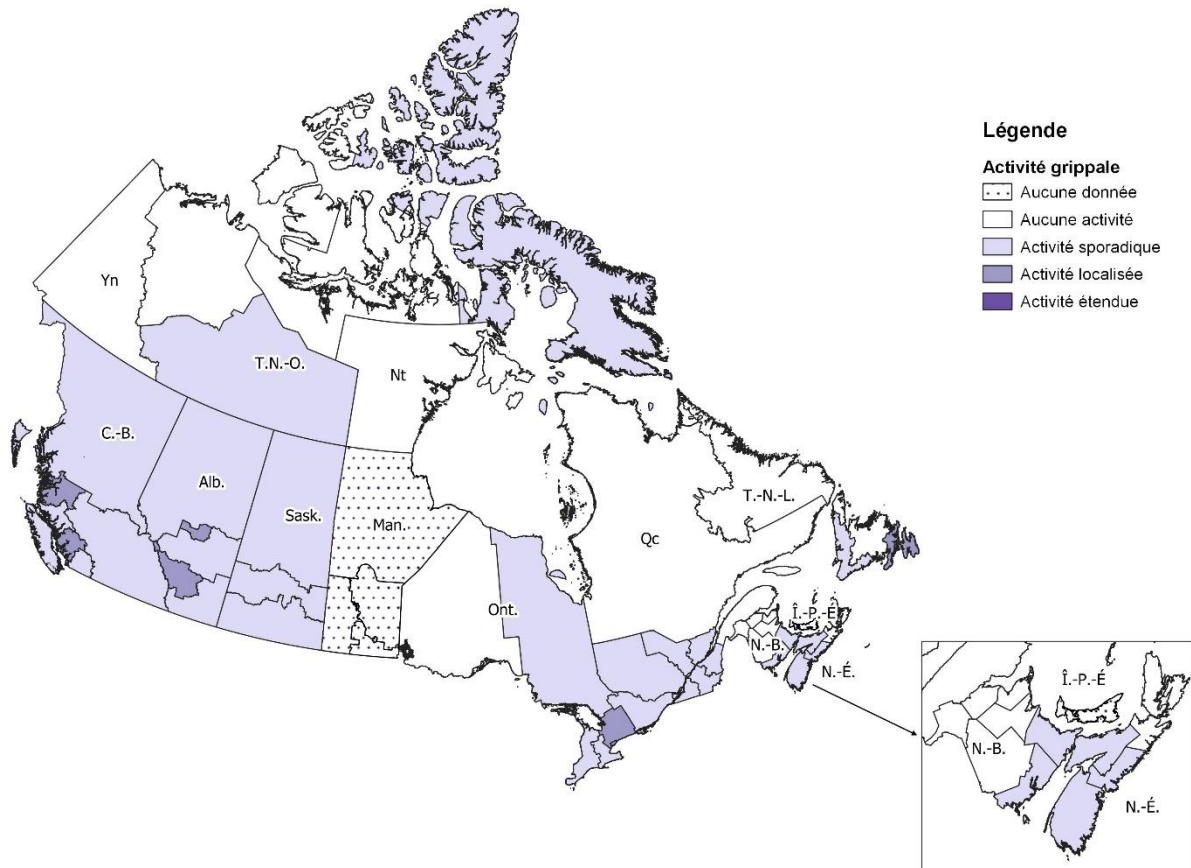 Légende
Activité grippale
Aucune donnée
Aucune activité
Activité sporadique
Activité localisée
Activité étendue
Yn
T.N.-O.
Nt
C.-B.
Alb.
Sask.
Man.
Ont.
Qc
T.-N.-L.
Î.-P.-É
N.-B.
N.-É.
Î.-P.-É
N.-B.
N.-É.